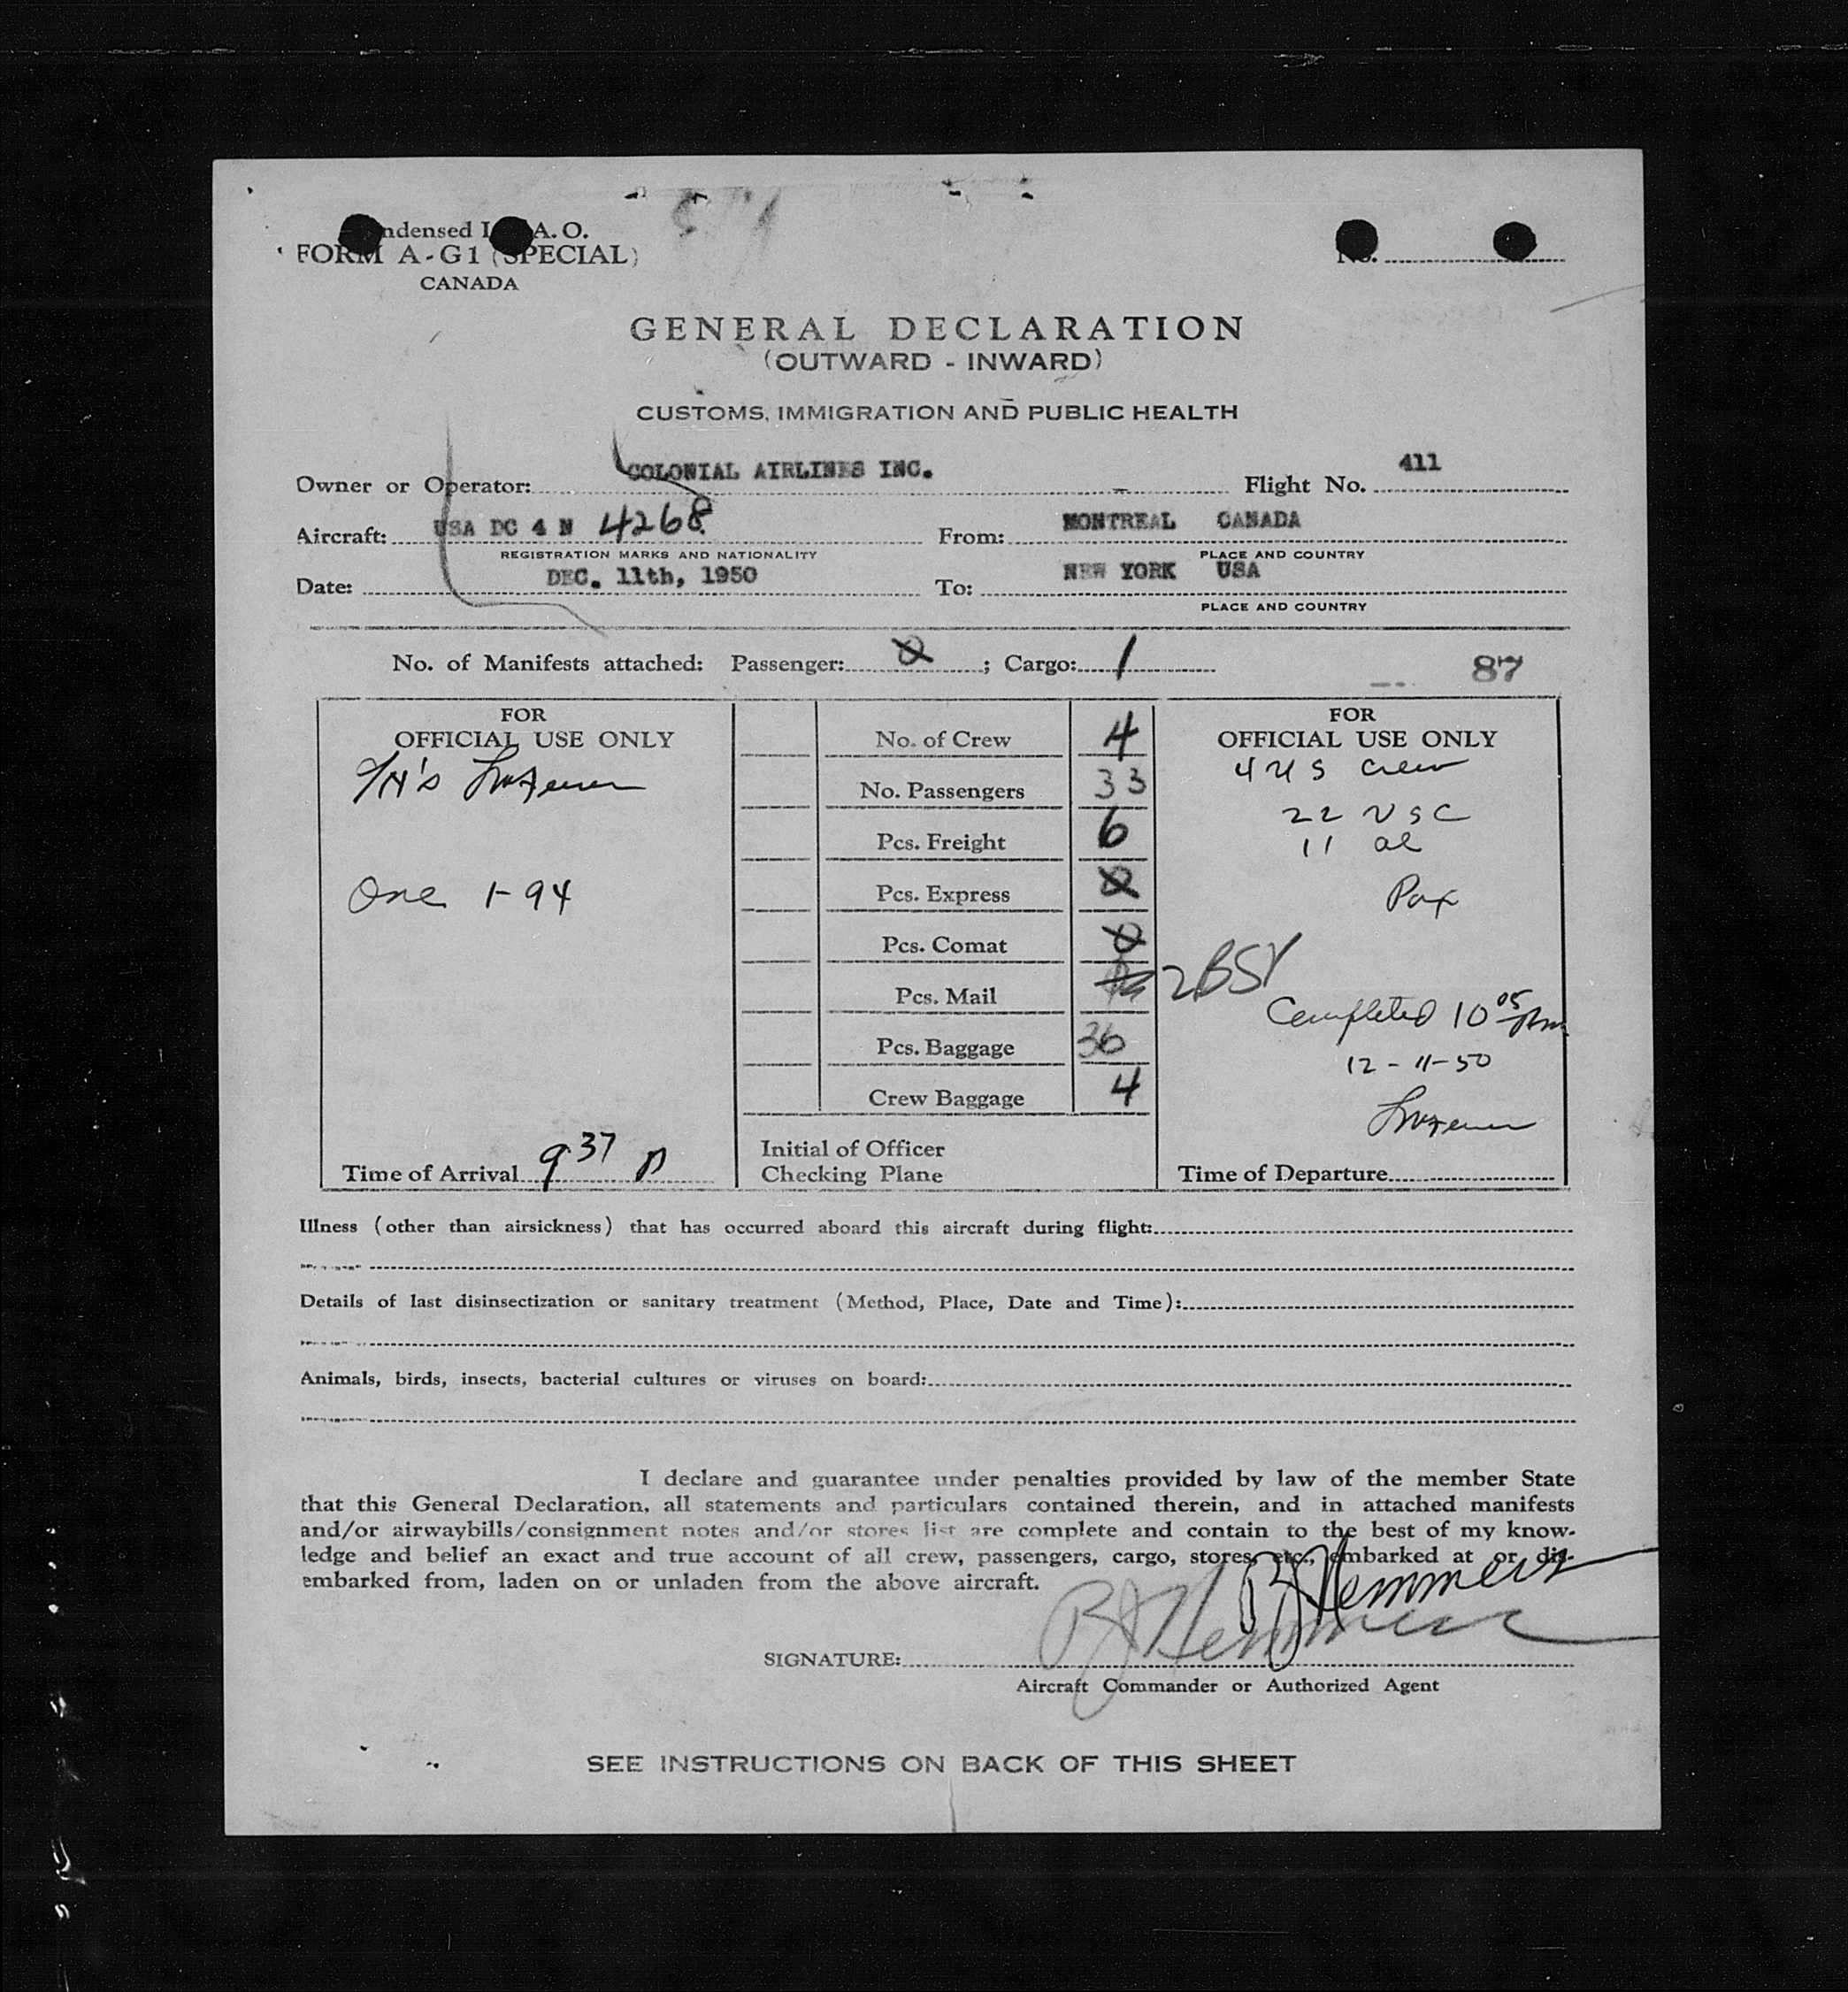 ndensed I A. O.
FORM A-G1 (SPECIAL)
CANADA
No.
GENERAL DECLARATION
(OUTWARD - INWARD)
CUSTOMS, IMMIGRATION AND PUBLIC HEALTH
Owner or Operator: COLONIAL AIRLINES INC. Flight No. 411
Aircraft: USA DC 4 N 4268 From: MONTREAL CANADA
REGISTRATION MARKS AND NATIONALITY PLACE AND COUNTRY
Date: DEC. 11th, 1950 To: NEW YORK USA
PLACE AND COUNTRY
No. of Manifests attached: Passenger: 0 ; Cargo: 1
87
FOR
OFFICIAL USE ONLY
One 1-94
Time of Arrival 9 37 p
No. of Crew 4
No. Passengers 33
Pcs. Freight 6
Pcs. Express 0
Pcs. Comat 0
Pcs. Mail 2 BSY
Pcs. Baggage 36
Crew Baggage 4
Initial of Officer
Checking Plane
FOR
OFFICIAL USE ONLY
4 US Crew
22 USC
11 al
Pax
Completed 10 05 pm
12-11-50
Time of Departure
Illness (other than airsickness) that has occurred aboard this aircraft during flight:
Details of last disinsectization or sanitary treatment (Method, Place, Date and Time):
Animals, birds, insects, bacterial cultures or viruses on board:
I declare and guarantee under penalties provided by law of the member State
that this General Declaration, all statements and particulars contained therein, and in attached manifests
and/or airwaybills/consignment notes and/or stores list are complete and contain to the best of my know-
ledge and belief an exact and true account of all crew, passengers, cargo, stores, etc., embarked at or dis-
embarked from, laden on or unladen from the above aircraft.
SIGNATURE:
Aircraft Commander or Authorized Agent
SEE INSTRUCTIONS ON BACK OF THIS SHEET